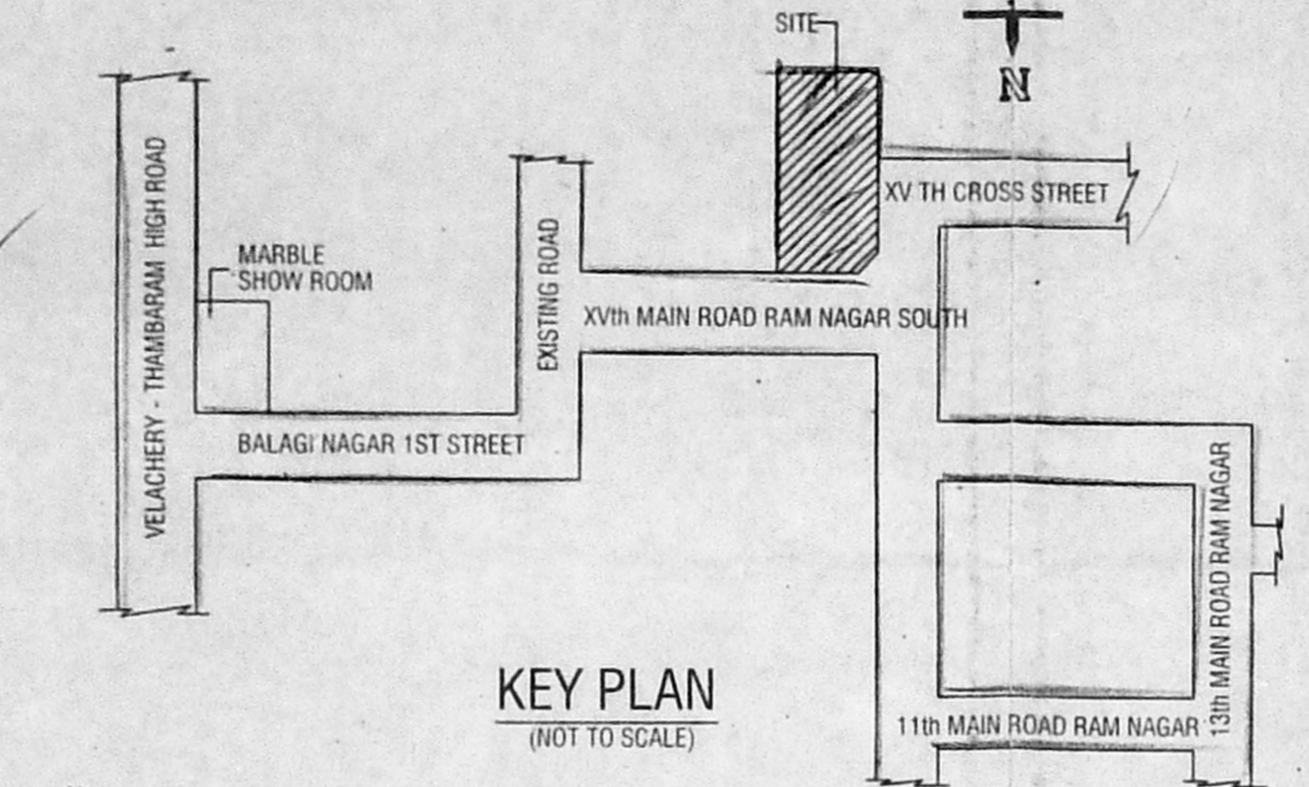 SITE
N
VELACHERY - THAMBARAM HIGH ROAD
MARBLE
SHOW ROOM
EXISTING ROAD
XV TH CROSS STREET
XVth MAIN ROAD RAM NAGAR SOUTH
BALAGI NAGAR 1ST STREET
13th MAIN ROAD RAM NAGAR
11th MAIN ROAD RAM NAGAR
KEY PLAN
(NOT TO SCALE)